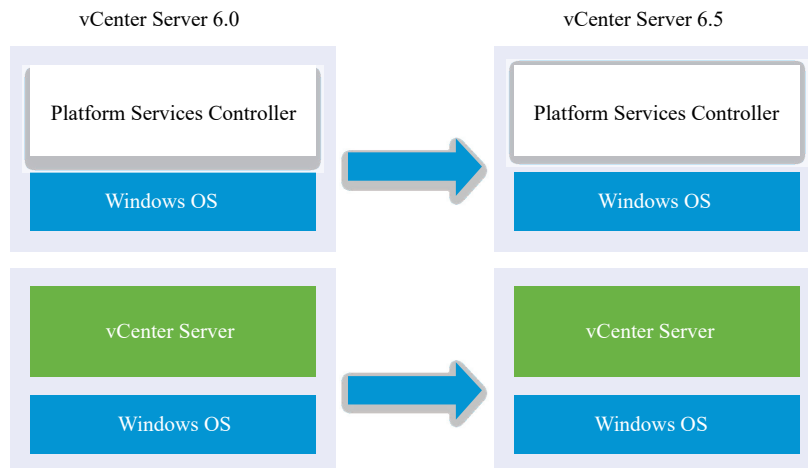 vCenter Server 6.0
vCenter Server 6.5
Platform Services Controller
Platform Services Controller
Windows OS
Windows OS
vCenter Server
vCenter Server
Windows OS
Windows OS